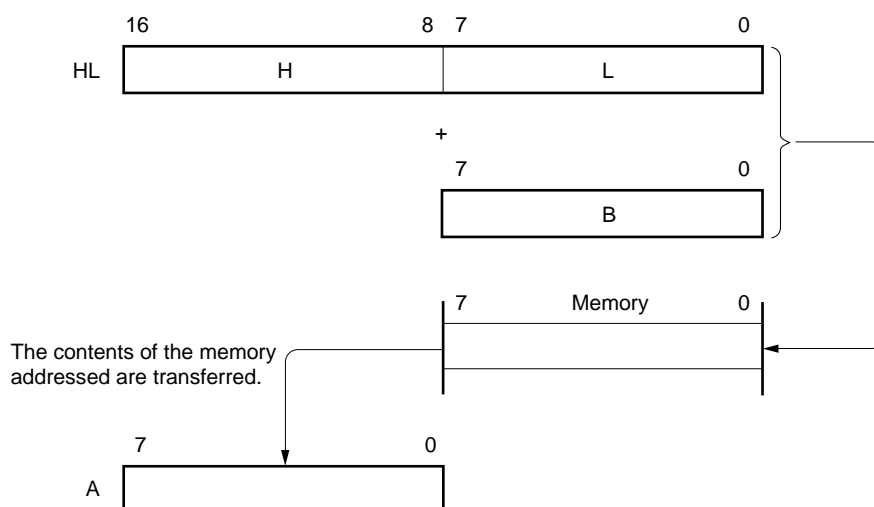 16 8 7 0
HL H L
+
7 0
B
7 Memory 0
The contents of the memory
addressed are transferred.
7 0
A